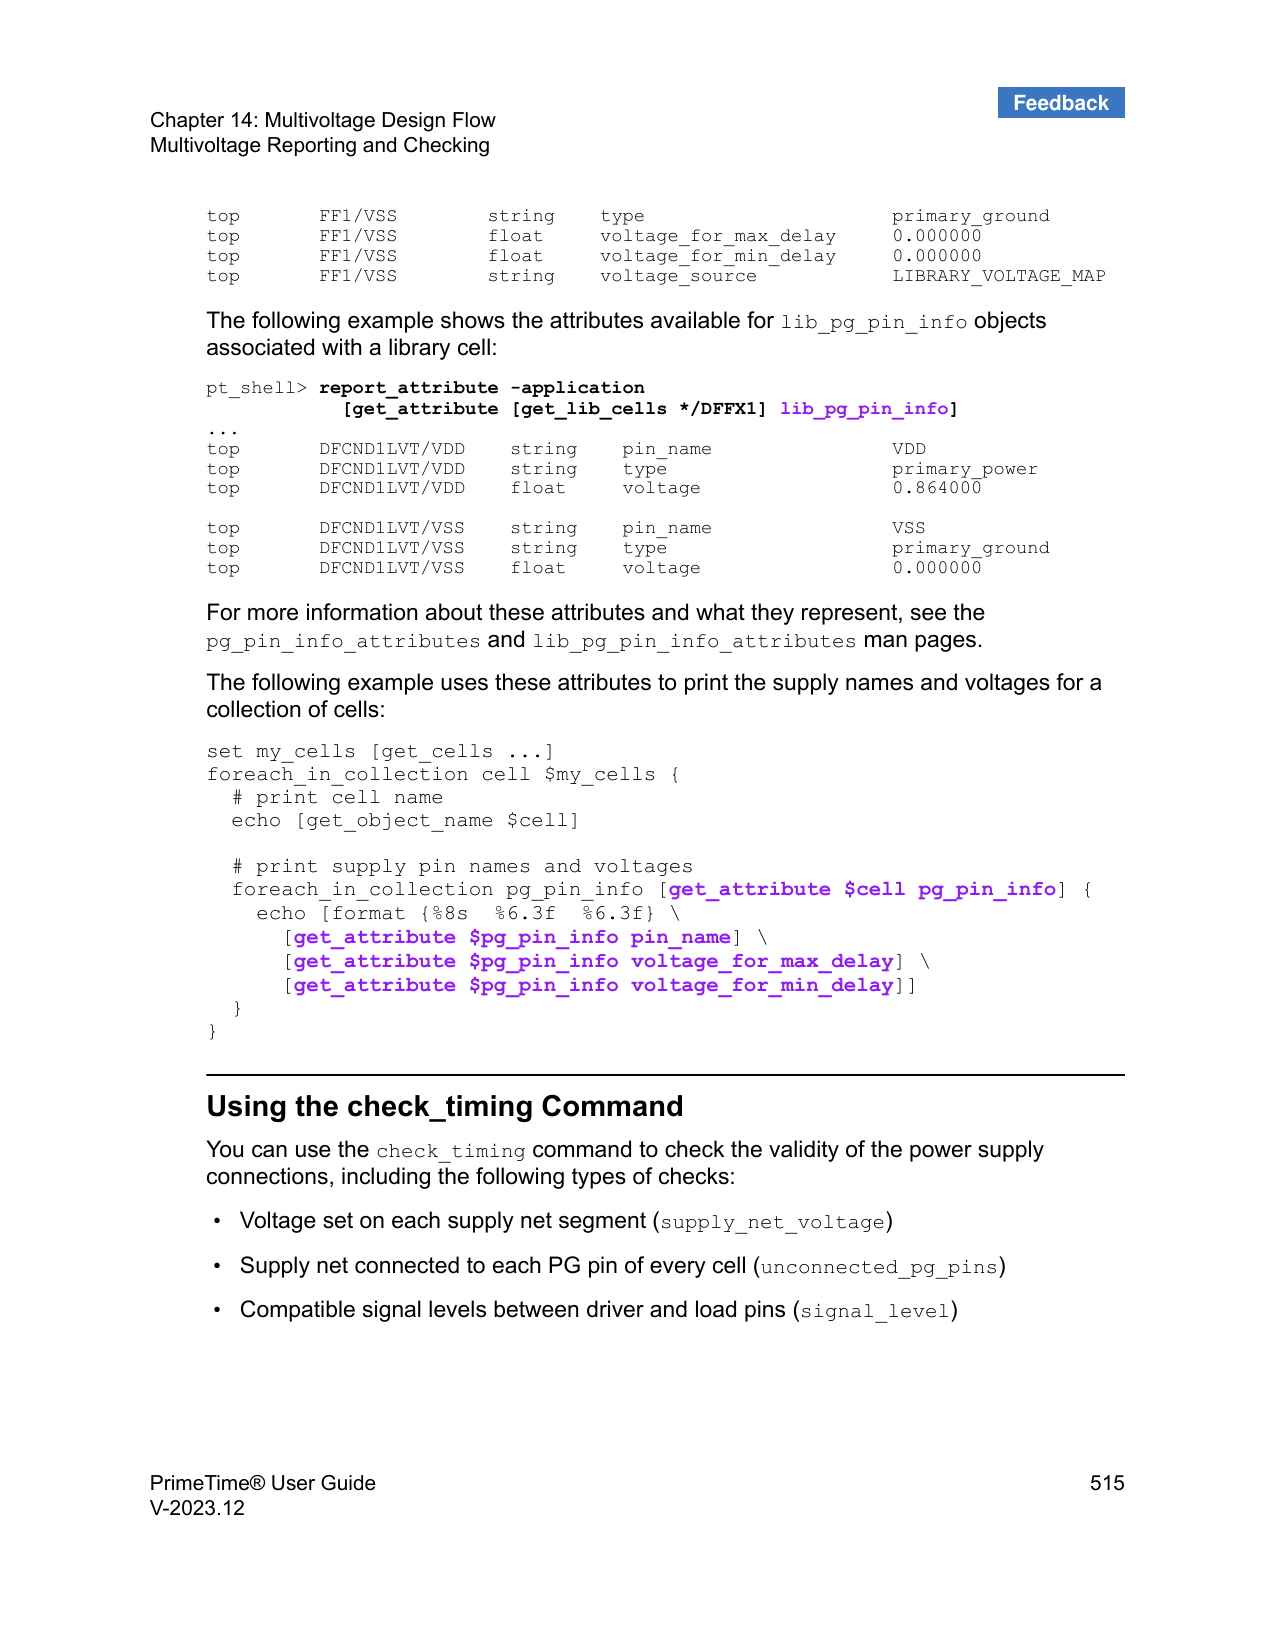 Feedback
Chapter 14: Multivoltage Design Flow
Multivoltage Reporting and Checking
top FF1/VSS string type primary_ground
top FF1/VSS float voltage_for_max_delay 0.000000
top FF1/VSS float voltage_for_min_delay 0.000000
top FF1/VSS string voltage_source LIBRARY_VOLTAGE_MAP
The following example shows the attributes available for lib_pg_pin_info objects
associated with a library cell:
pt_shell> report_attribute -application
[get_attribute [get_lib_cells */DFFX1] lib_pg_pin_info]
...
top DFCND1LVT/VDD string pin_name VDD
top DFCND1LVT/VDD string type primary_power
top DFCND1LVT/VDD float voltage 0.864000
top DFCND1LVT/VSS string pin_name VSS
top DFCND1LVT/VSS string type primary_ground
top DFCND1LVT/VSS float voltage 0.000000
For more information about these attributes and what they represent, see the
pg_pin_info_attributes and lib_pg_pin_info_attributes man pages.
The following example uses these attributes to print the supply names and voltages for a
collection of cells:
set my_cells [get_cells ...]
foreach_in_collection cell $my_cells {
# print cell name
echo [get_object_name $cell]
# print supply pin names and voltages
foreach_in_collection pg_pin_info [get_attribute $cell pg_pin_info] {
echo [format {%8s %6.3f %6.3f} \
[get_attribute $pg_pin_info pin_name] \
[get_attribute $pg_pin_info voltage_for_max_delay] \
[get_attribute $pg_pin_info voltage_for_min_delay]]
}
}
Using the check_timing Command
You can use the check_timing command to check the validity of the power supply
connections, including the following types of checks:
• Voltage set on each supply net segment (supply_net_voltage)
• Supply net connected to each PG pin of every cell (unconnected_pg_pins)
• Compatible signal levels between driver and load pins (signal_level)
PrimeTime® User Guide 515
V-2023.12